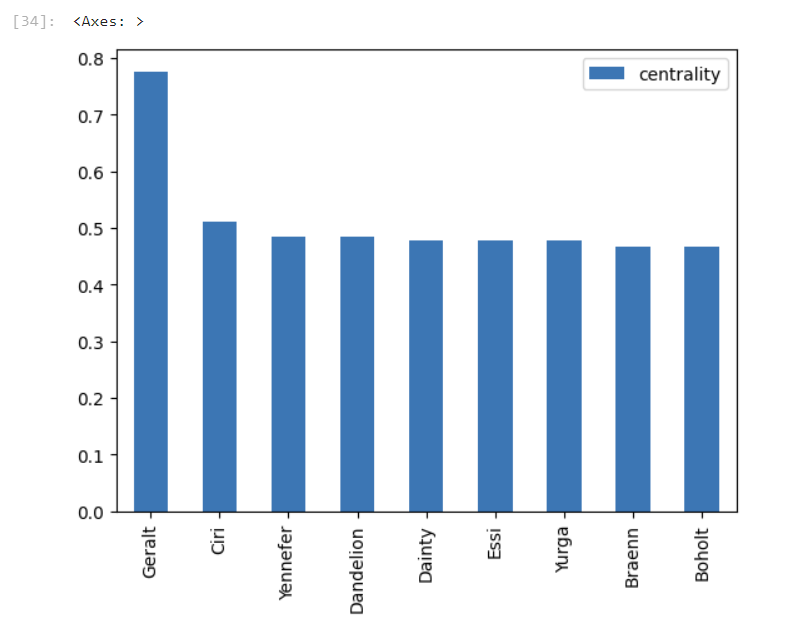 [34]: <Axes: >
centrality
0.8
0.7
0.6
0.5
0.4
0.3
0.2
0.1
0.0
Geralt
Ciri
Yennefer
Dandelion
Dainty
Essi
Yurga
Braenn
Boholt